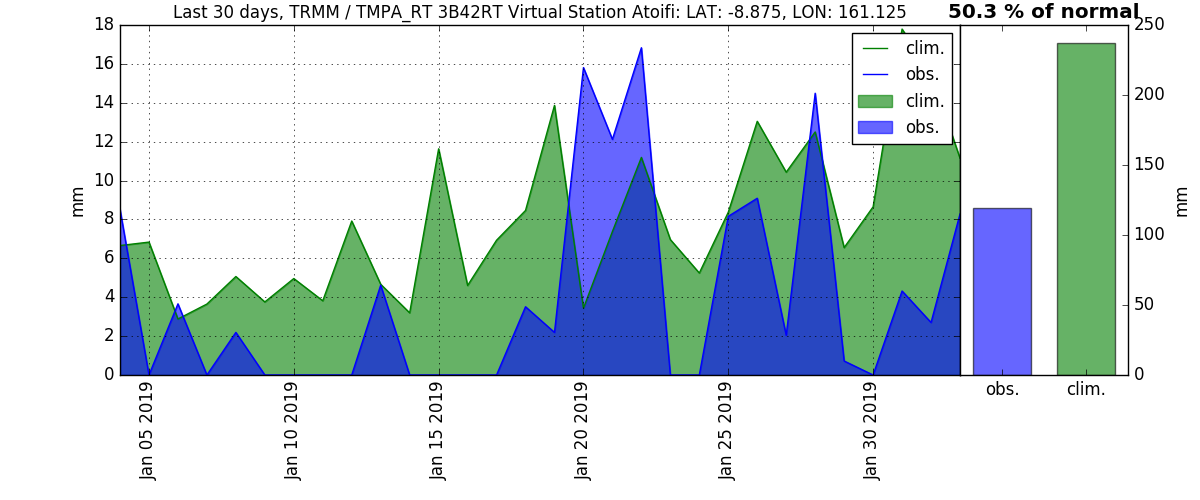 Last 30 days, TRMM / TMPA_RT 3B42RT Virtual Station Atoifi: LAT: -8.875, LON: 161.125
50.3 % of normal
18
16
14
12
10
8
6
4
2
0
mm
clim.
obs.
clim.
obs.
250
200
150
100
50
0
mm
Jan 05 2019
Jan 10 2019
Jan 15 2019
Jan 20 2019
Jan 25 2019
Jan 30 2019
obs.
clim.